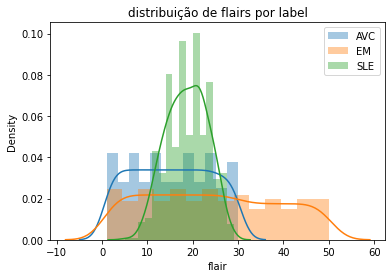 distribuição de flairs por label
AVC
EM
SLE
Density
0.10
0.08
0.06
0.04
0.02
0.00
−10 0 10 20 30 40 50 60
flair